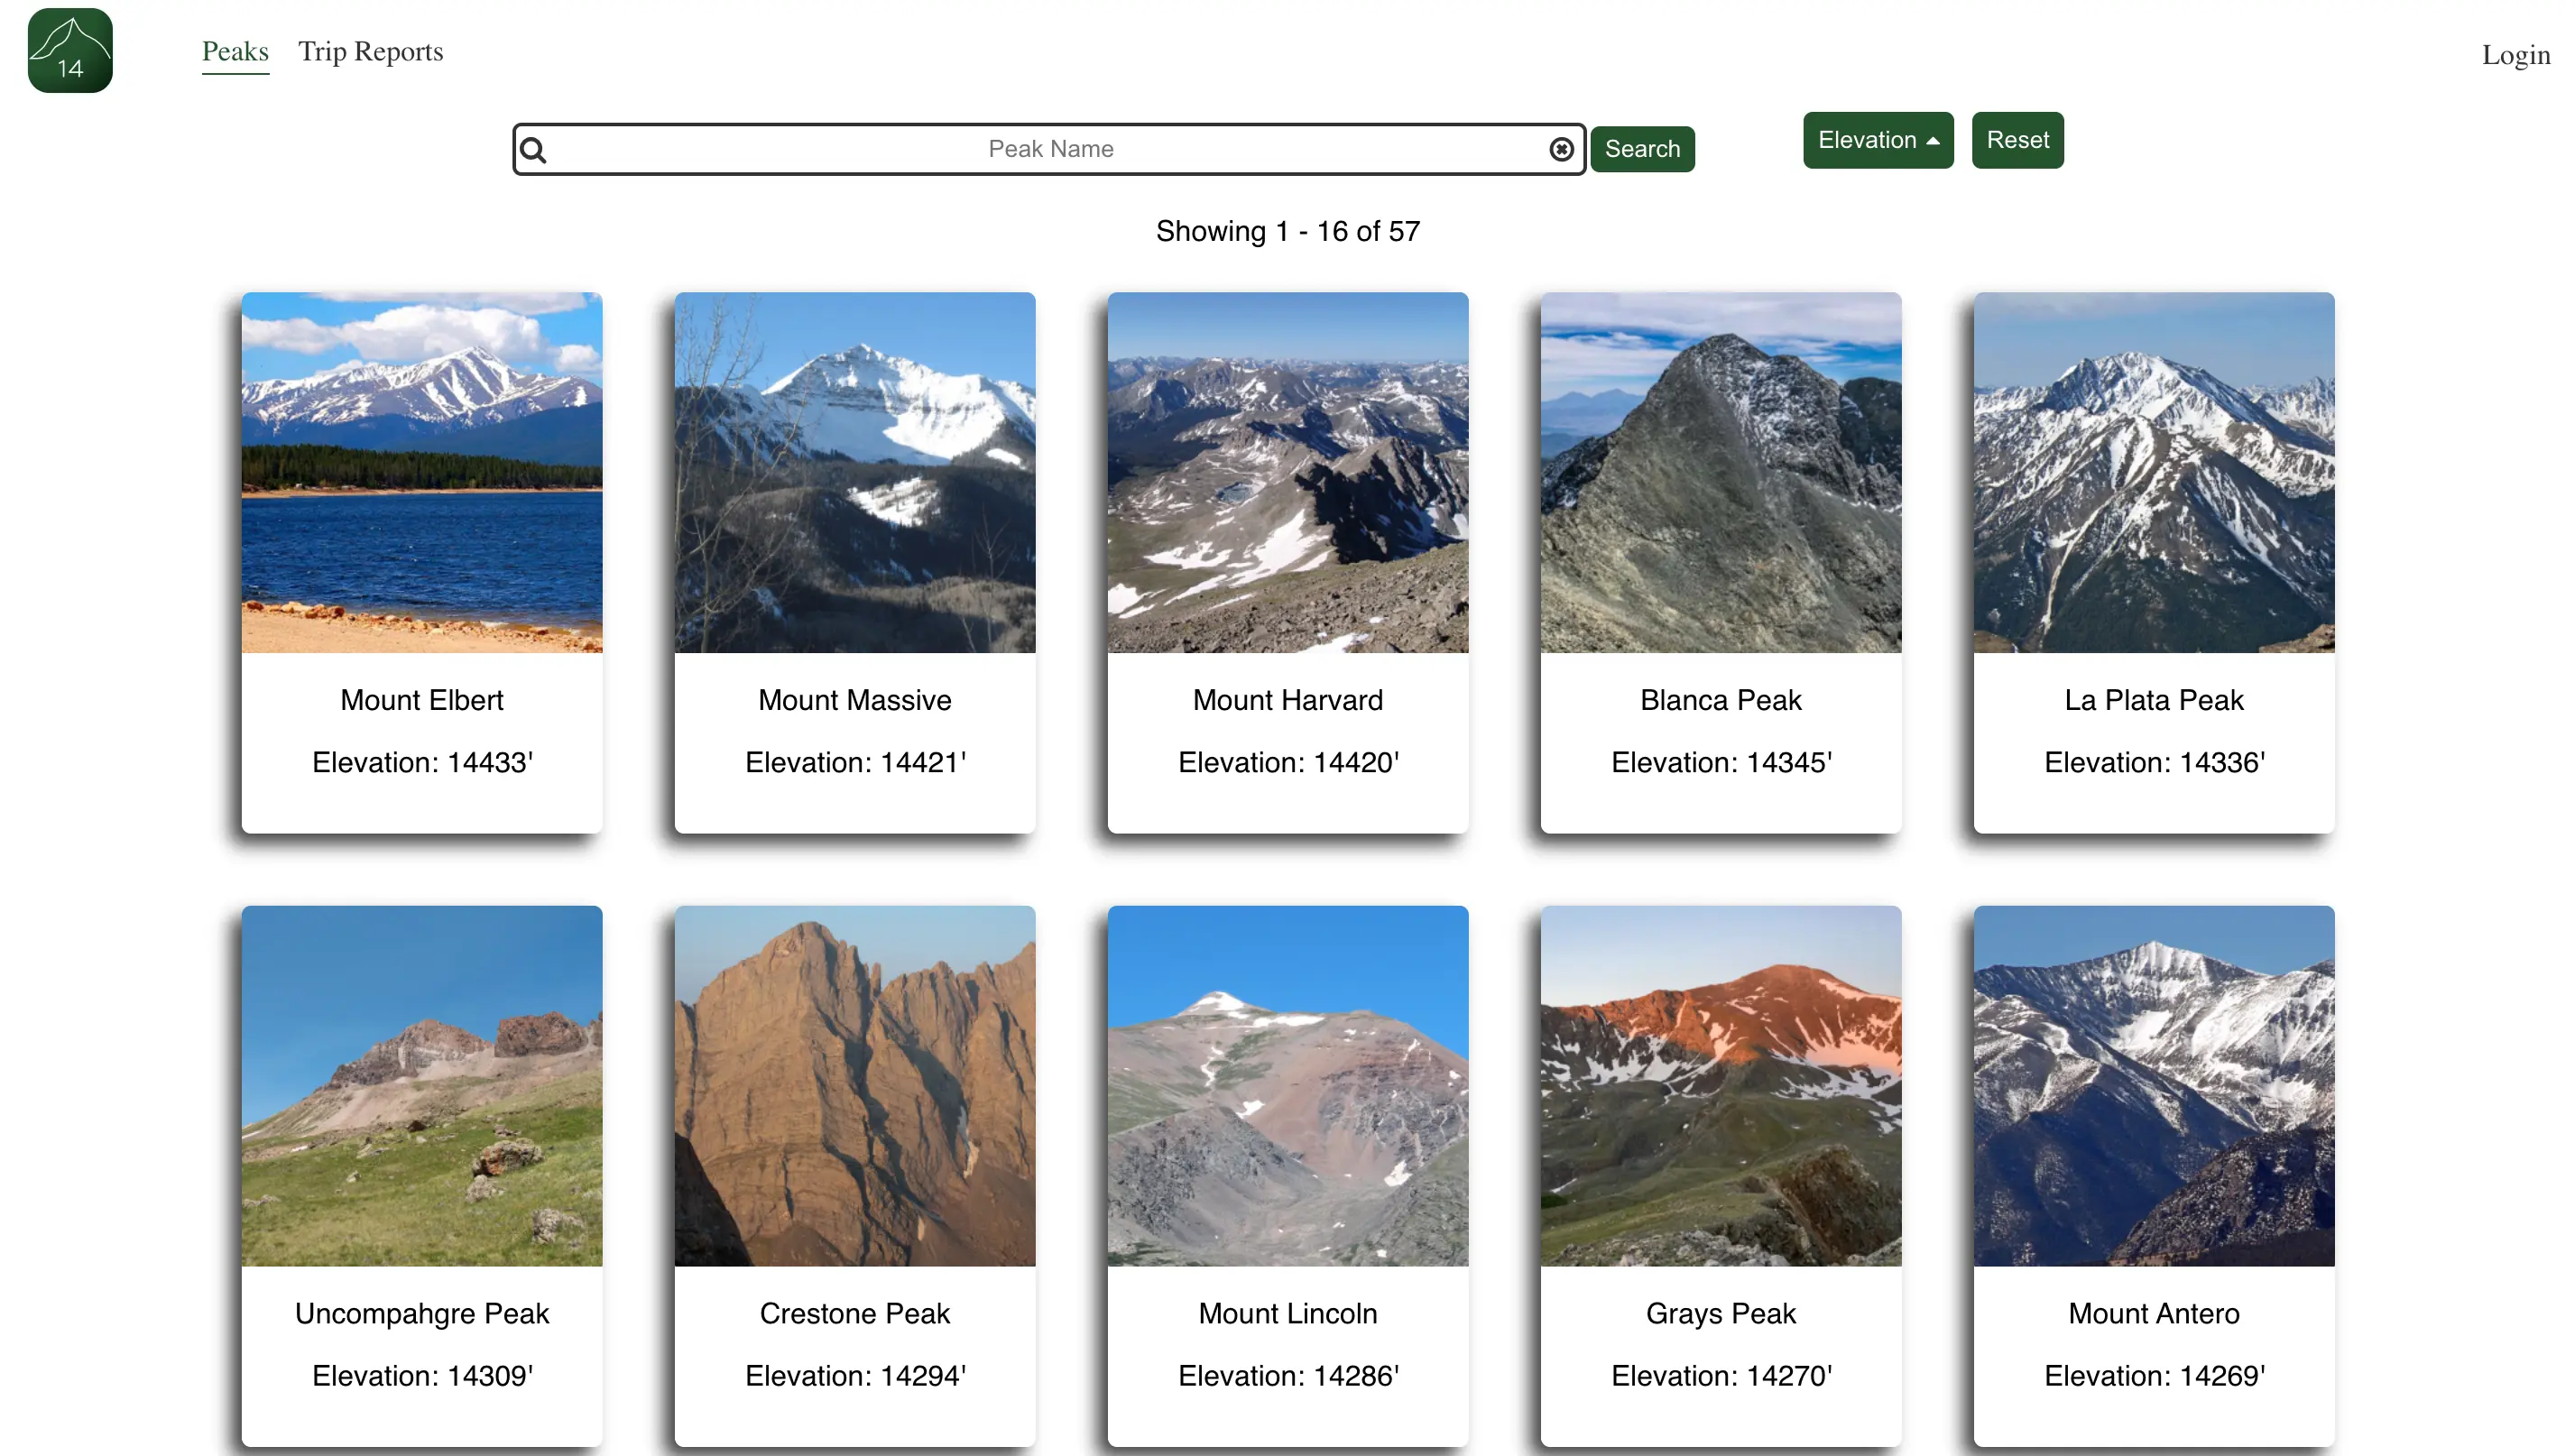 14
Peaks Trip Reports Login
Peak Name Search Elevation Reset
Showing 1 - 16 of 57
Mount Elbert Mount Massive Mount Harvard Blanca Peak La Plata Peak
Elevation: 14433' Elevation: 14421' Elevation: 14420' Elevation: 14345' Elevation: 14336'
Uncompahgre Peak Crestone Peak Mount Lincoln Grays Peak Mount Antero
Elevation: 14309' Elevation: 14294' Elevation: 14286' Elevation: 14270' Elevation: 14269'